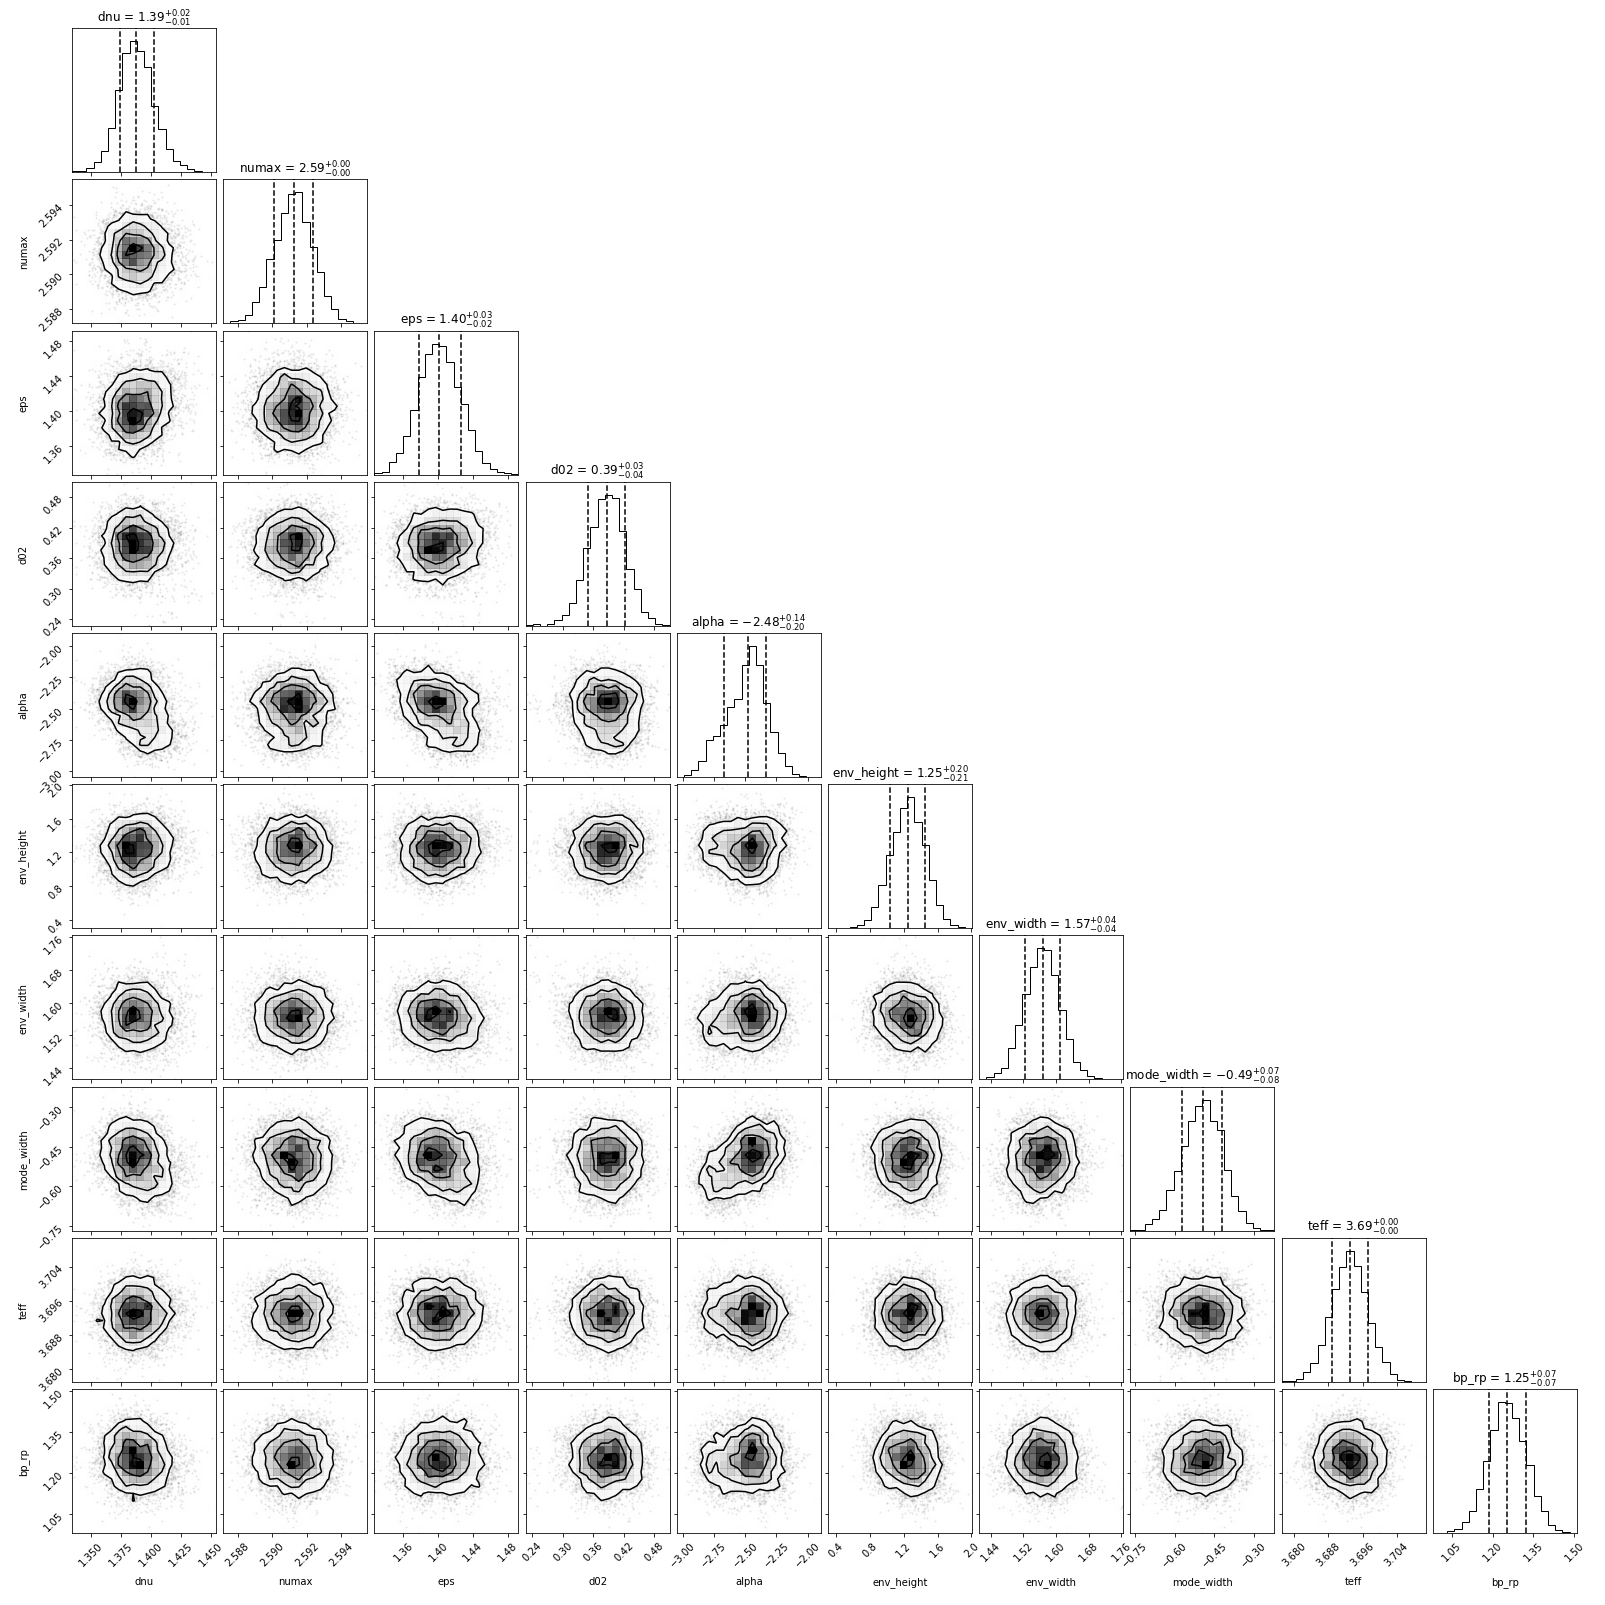 dnu = 1.39+0.02−0.01
numax = 2.59+0.00−0.00
2.594
2.592
2.590
2.588
numax
eps = 1.40+0.03−0.02
1.48
1.44
1.40
1.36
eps
d02 = 0.39+0.03−0.04
0.48
0.42
0.36
0.30
0.24
d02
alpha = −2.48+0.14−0.20
−2.00
−2.25
−2.50
−2.75
−3.00
alpha
env_height = 1.25+0.20−0.21
2.0
1.6
1.2
0.8
0.4
env_height
env_width = 1.57+0.04−0.04
1.76
1.68
1.60
1.52
1.44
env_width
mode_width = −0.49+0.07−0.08
−0.30
−0.45
−0.60
−0.75
mode_width
teff = 3.69+0.00−0.00
3.704
3.696
3.688
3.680
teff
bp_rp = 1.25+0.07−0.07
1.50
1.35
1.20
1.05
bp_rp
1.350 1.375 1.400 1.425 1.450 2.588 2.590 2.592 2.594 1.36 1.40 1.44 1.48 0.24 0.30 0.36 0.42 0.48 −3.00 −2.75 −2.50 −2.25 −2.00 0.4 0.8 1.2 1.6 2.0 1.44 1.52 1.60 1.68 1.76 −0.75 −0.60 −0.45 −0.30 3.680 3.688 3.696 3.704 1.05 1.20 1.35 1.50
dnu numax eps d02 alpha env_height env_width mode_width teff bp_rp